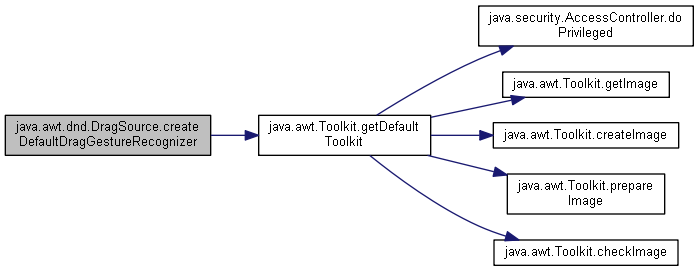 java.security.AccessController.do
Privileged
java.awt.Toolkit.getImage
java.awt.dnd.DragSource.create
DefaultDragGestureRecognizer
java.awt.Toolkit.getDefault
Toolkit
java.awt.Toolkit.createImage
java.awt.Toolkit.prepare
Image
java.awt.Toolkit.checkImage